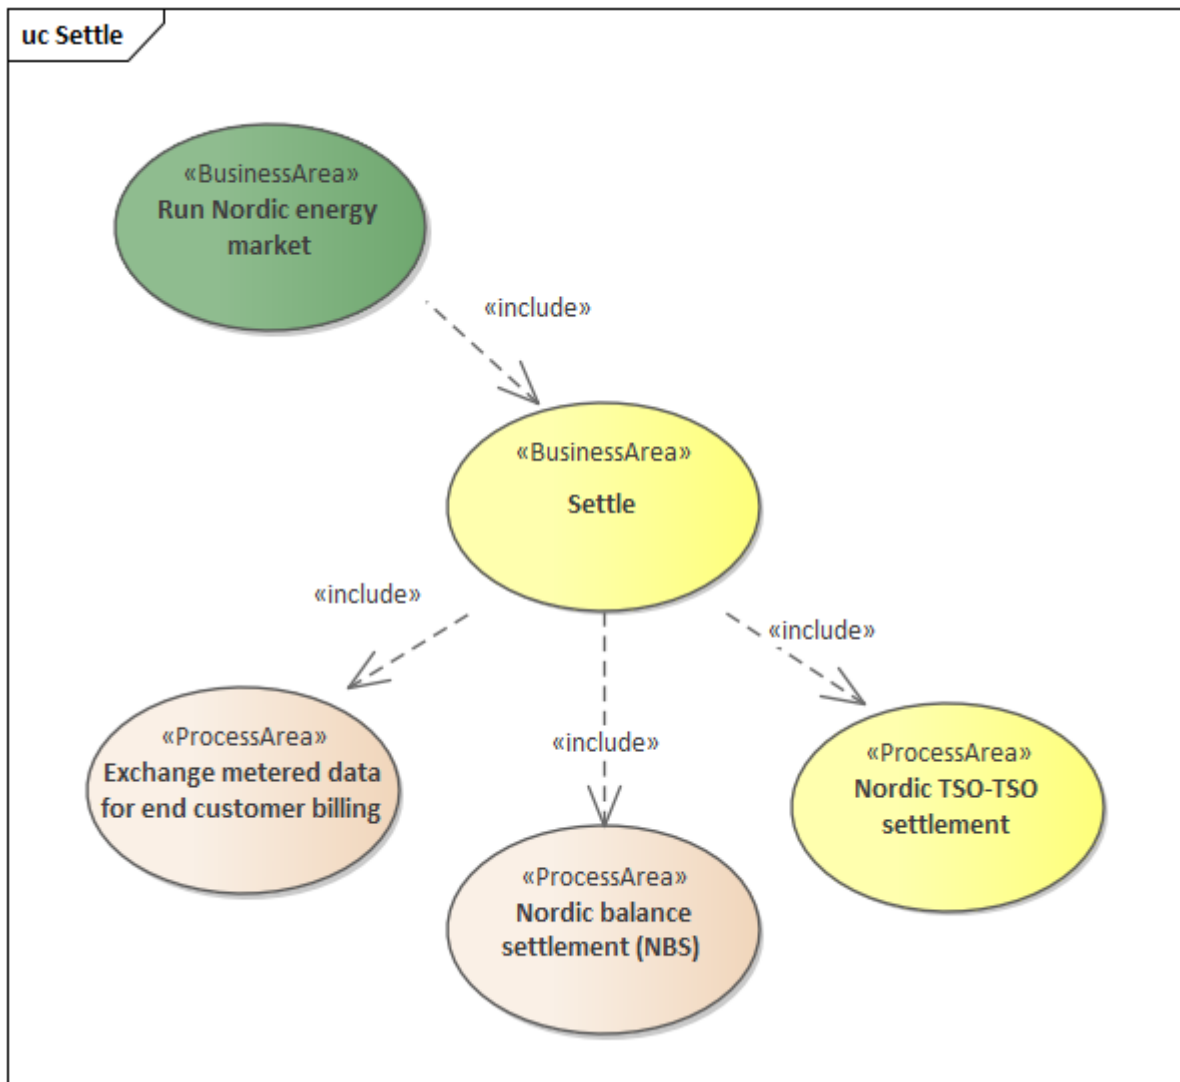 uc Settle
«BusinessArea»
Run Nordic energy
market
«include»
«BusinessArea»
Settle
«include»
«include»
«include»
«ProcessArea»
Exchange metered data
for end customer billing
«ProcessArea»
Nordic balance
settlement (NBS)
«ProcessArea»
Nordic TSO-TSO
settlement